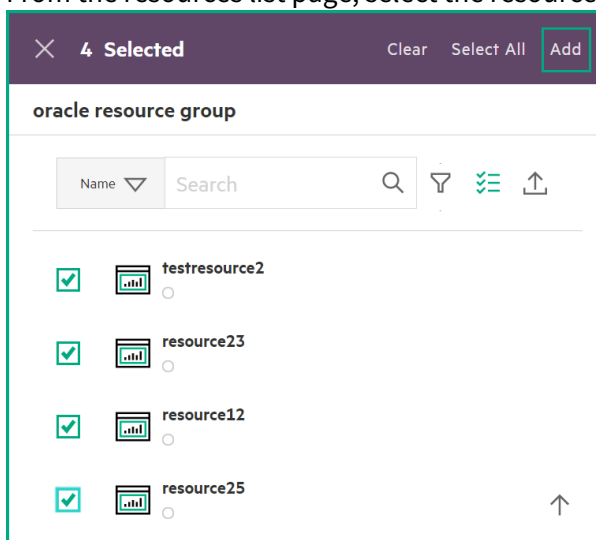 From the resources list page, select the resource
4 Selected Clear Select All Add
oracle resource group
Name Search
testresource2
resource23
resource12
resource25